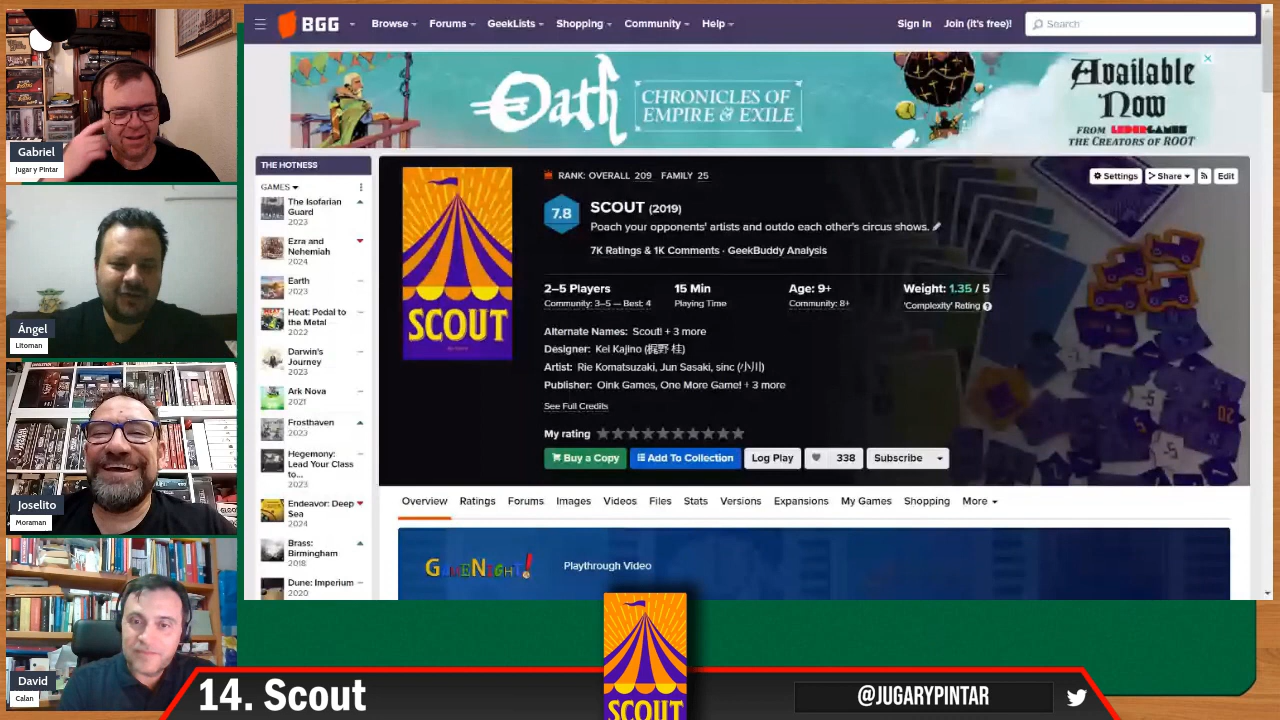 Gabriel
Jugar y Pintar
Ángel
Litoman
Joselito
Moraman
David
Calan
BGG
Browse
Forums
GeekLists
Shopping
Community
Help
Sign In
Join (it's free)!
Search
Oath
CHRONICLES OF
EMPIRE & EXILE
Available
Now
FROM LEDERGAMES
THE CREATORS OF ROOT
THE HOTNESS
GAMES
The Isofarian
Guard
2023
Ezra and
Nehemiah
2024
Earth
2023
Heat: Pedal to
the Metal
2022
Darwin's
Journey
2023
Ark Nova
2021
Frosthaven
2023
Hegemony:
Lead Your Class
to...
2023
Endeavor: Deep
Sea
2024
Brass:
Birmingham
2018
Dune: Imperium
2020
SCOUT
RANK: OVERALL 209 FAMILY 25
Settings
Share
Edit
7.8
SCOUT (2019)
Poach your opponents' artists and outdo each other's circus shows.
7K Ratings & 1K Comments - GeekBuddy Analysis
2–5 Players
Community: 3–5 — Best: 4
15 Min
Playing Time
Age: 9+
Community: 8+
Weight: 1.35 / 5
'Complexity' Rating
Alternate Names: Scout! + 3 more
Designer: Kei Kajino (梶野 桂)
Artist: Rie Komatsuzaki, Jun Sasaki, sinc (小川)
Publisher: Oink Games, One More Game! + 3 more
See Full Credits
My rating
Buy a Copy
Add To Collection
Log Play
338
Subscribe
Overview
Ratings
Forums
Images
Videos
Files
Stats
Versions
Expansions
My Games
Shopping
More
GameNight!
Playthrough Video
SCOUT
14. Scout
@JUGARYPINTAR